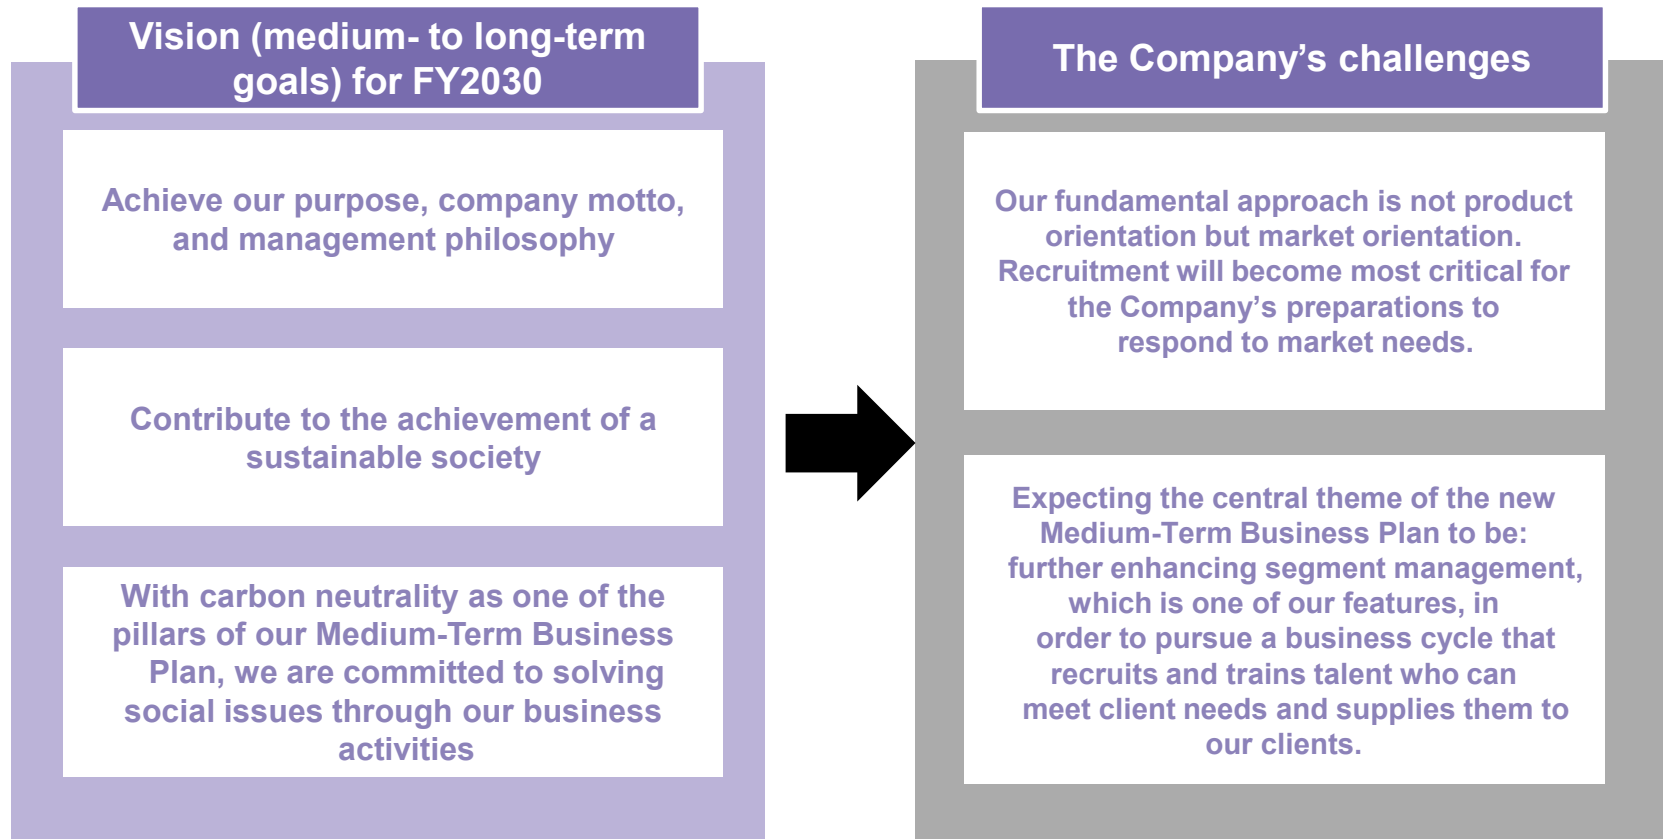 Vision (medium- to long-term
goals) for FY2030
Achieve our purpose, company motto,
and management philosophy
Contribute to the achievement of a
sustainable society
With carbon neutrality as one of the
pillars of our Medium-Term Business
Plan, we are committed to solving
social issues through our business
activities
The Company’s challenges
Our fundamental approach is not product
orientation but market orientation.
Recruitment will become most critical for
the Company’s preparations to
respond to market needs.
Expecting the central theme of the new
Medium-Term Business Plan to be:
further enhancing segment management,
which is one of our features, in
order to pursue a business cycle that
recruits and trains talent who can
meet client needs and supplies them to
our clients.